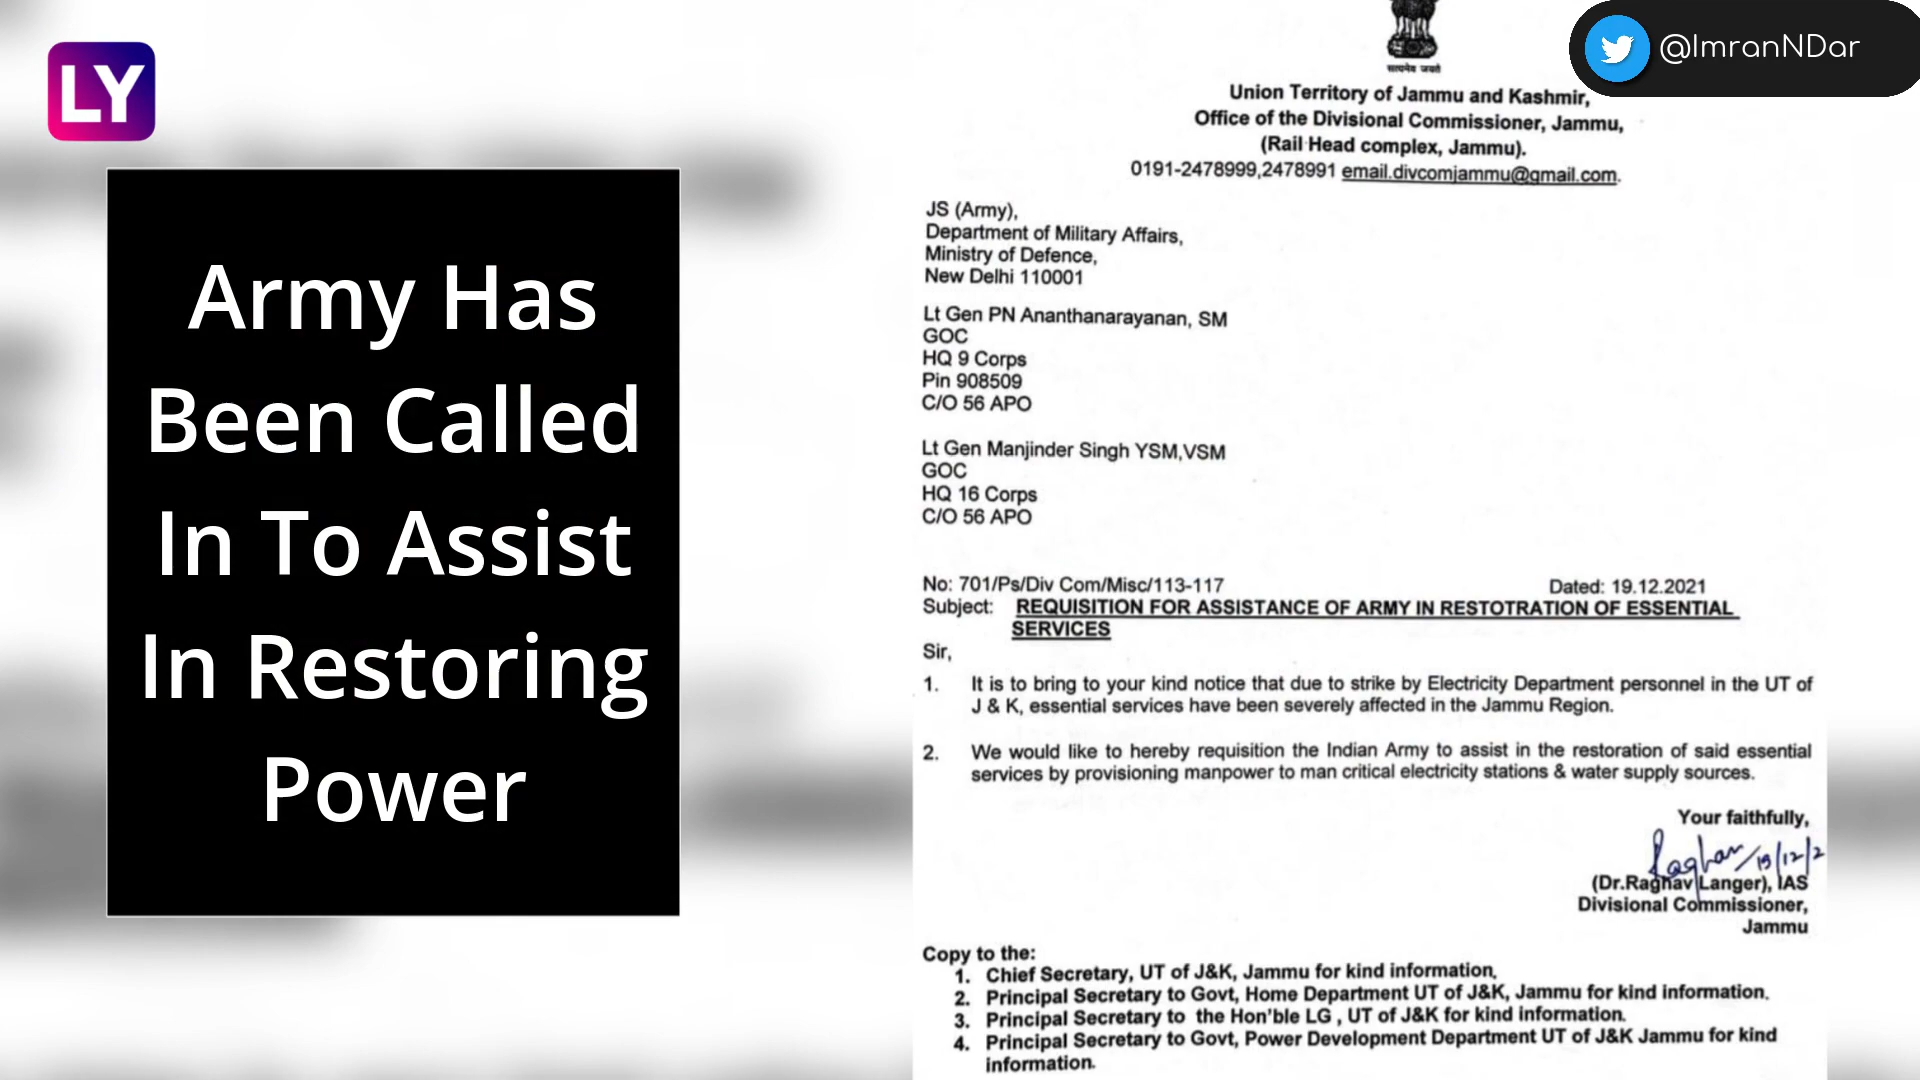 LY
@ImranNDar
Army Has
Been Called
In To Assist
In Restoring
Power
सत्यमेव जयते
Union Territory of Jammu and Kashmir,
Office of the Divisional Commissioner, Jammu,
(Rail Head complex, Jammu).
0191-2478999,2478991 email.divcomjammu@gmail.com.
JS (Army),
Department of Military Affairs,
Ministry of Defence,
New Delhi 110001
Lt Gen PN Ananthanarayanan, SM
GOC
HQ 9 Corps
Pin 908509
C/O 56 APO
Lt Gen Manjinder Singh YSM,VSM
GOC
HQ 16 Corps
C/O 56 APO
No: 701/Ps/Div Com/Misc/113-117 Dated: 19.12.2021
Subject: REQUISITION FOR ASSISTANCE OF ARMY IN RESTOTRATION OF ESSENTIAL
SERVICES
Sir,
1. It is to bring to your kind notice that due to strike by Electricity Department personnel in the UT of
J & K, essential services have been severely affected in the Jammu Region.
2. We would like to hereby requisition the Indian Army to assist in the restoration of said essential
services by provisioning manpower to man critical electricity stations & water supply sources.
Your faithfully,
Raghav 19/12/2
(Dr.Raghav Langer), IAS
Divisional Commissioner,
Jammu
Copy to the:
1. Chief Secretary, UT of J&K, Jammu for kind information.
2. Principal Secretary to Govt, Home Department UT of J&K, Jammu for kind information.
3. Principal Secretary to the Hon'ble LG , UT of J&K for kind information.
4. Principal Secretary to Govt, Power Development Department UT of J&K Jammu for kind
information.